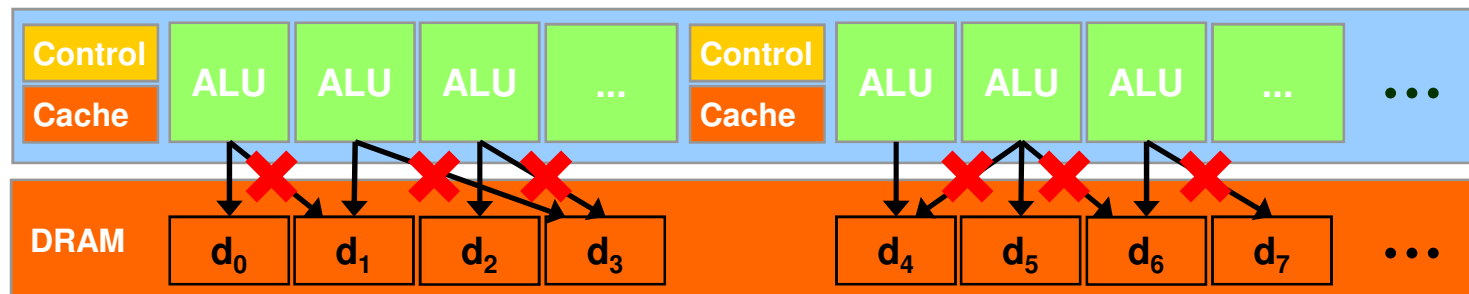 Control ALU ALU ALU ... Control ALU ALU ALU ... ...
Cache Cache
DRAM d₀ d₁ d₂ d₃ d₄ d₅ d₆ d₇ ...